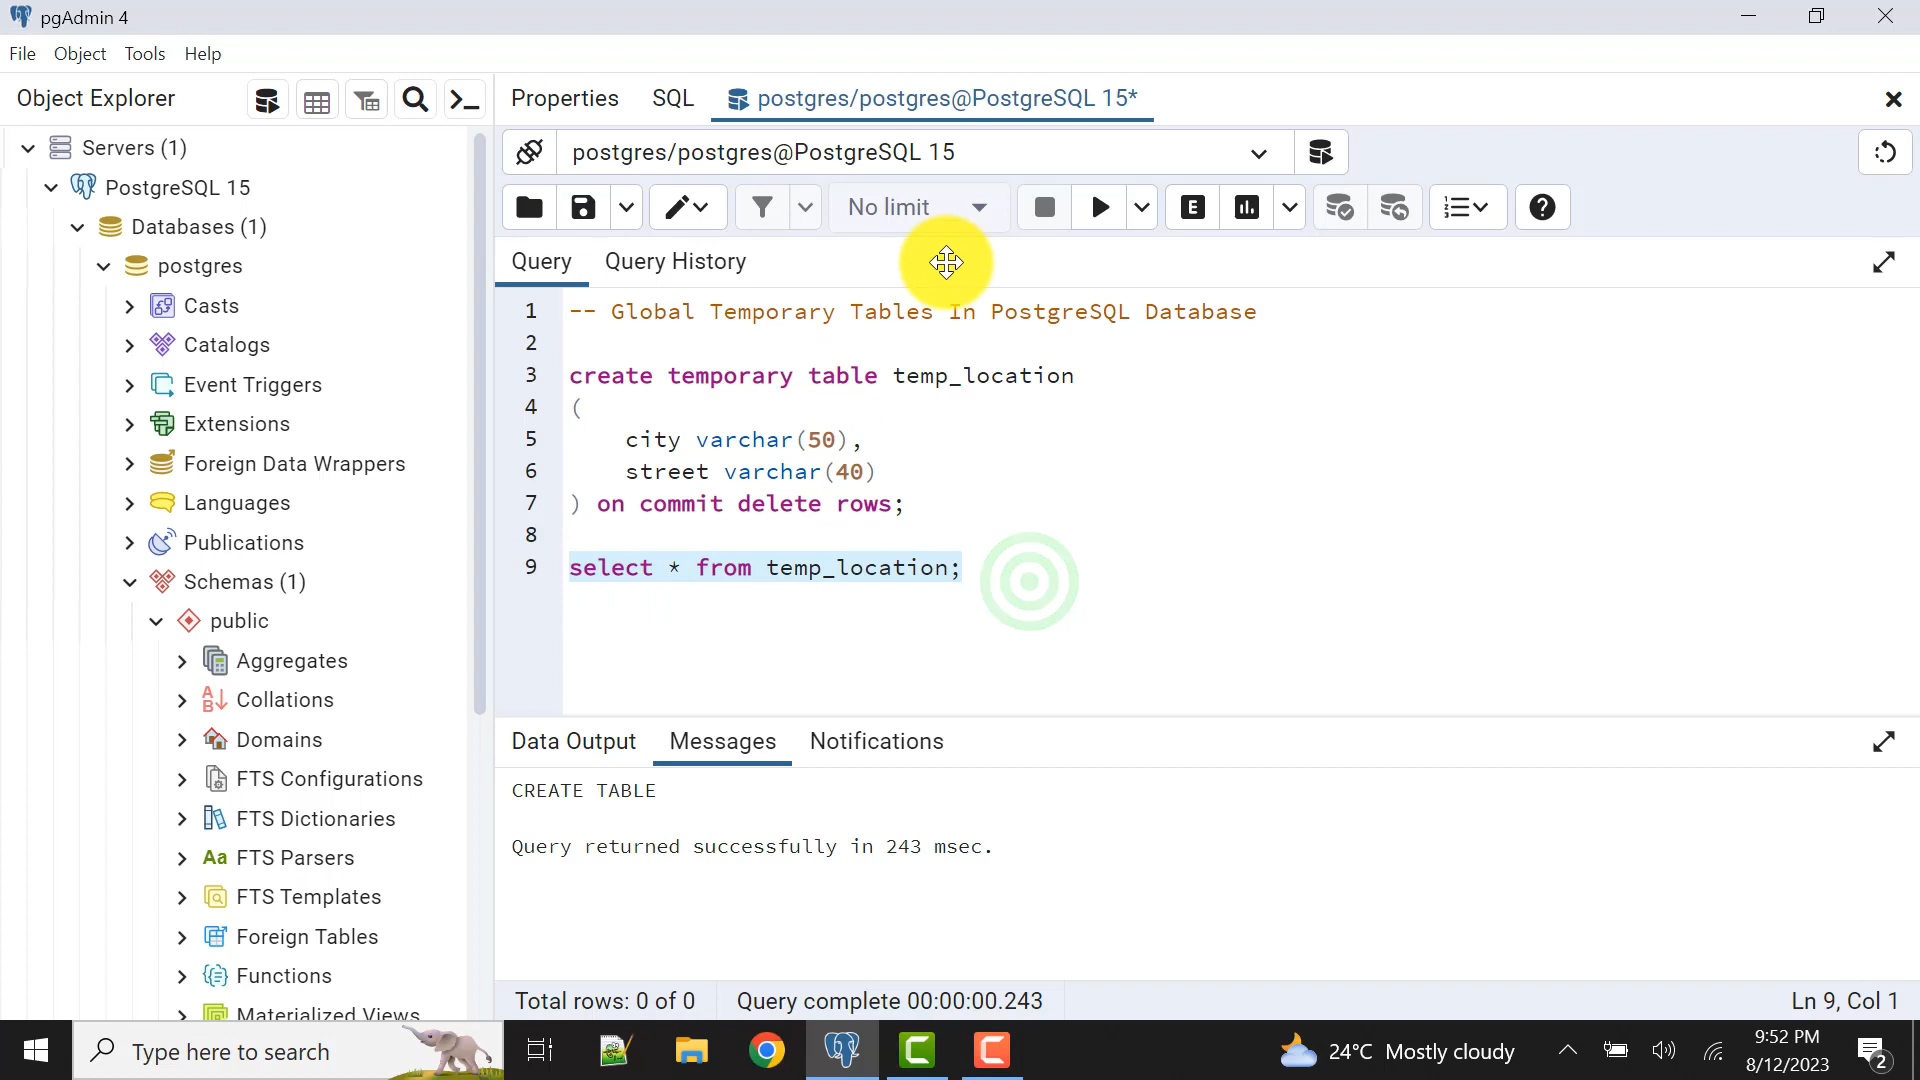 pgAdmin 4
File Object Tools Help
Object Explorer
Properties SQL postgres/postgres@PostgreSQL 15*
Servers (1)
PostgreSQL 15
Databases (1)
postgres
Casts
Catalogs
Event Triggers
Extensions
Foreign Data Wrappers
Languages
Publications
Schemas (1)
public
Aggregates
Collations
Domains
FTS Configurations
FTS Dictionaries
FTS Parsers
FTS Templates
Foreign Tables
Functions
Materialized Views
postgres/postgres@PostgreSQL 15
No limit
Query Query History
1 -- Global Temporary Tables In PostgreSQL Database
2
3 create temporary table temp_location
4 (
5 city varchar(50),
6 street varchar(40)
7 ) on commit delete rows;
8
9 select * from temp_location;
Data Output Messages Notifications
CREATE TABLE
Query returned successfully in 243 msec.
Total rows: 0 of 0 Query complete 00:00:00.243 Ln 9, Col 1
Type here to search
24°C Mostly cloudy
9:52 PM
8/12/2023
2